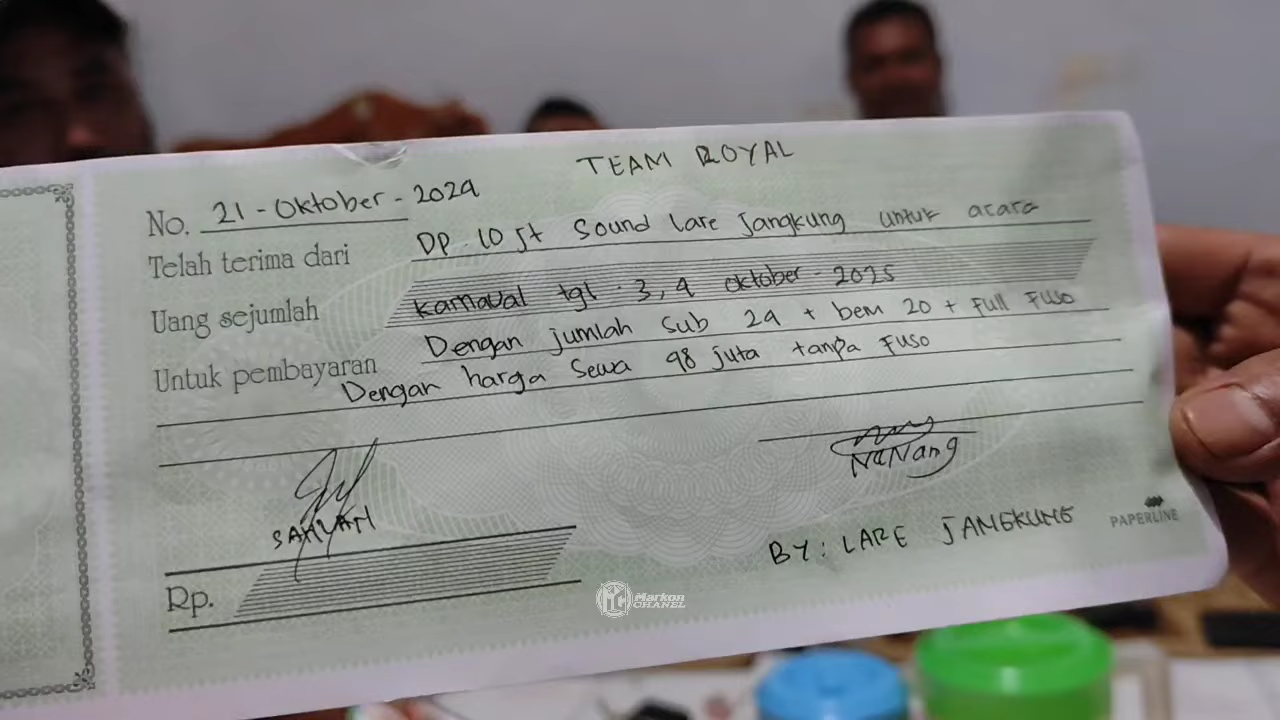 TEAM ROYAL
No. 21 - Oktober - 2024
Telah terima dari DP. 10 Jt Sound Lare Jangkung untuk acara
Uang sejumlah Karnaval tgl. 3, 4 Oktober - 2025
Untuk pembayaran Dengan jumlah sub 24 + bem 20 + Full Fuso
Dengan harga Sewa 98 juta tanpa Fuso
NaNang
SAHYAN
BY : LARE JANGKUNG
PAPERLINE
Rp.
MC Markon
CHANEL